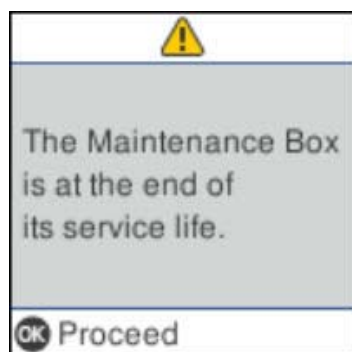 The Maintenance Box
is at the end of
its service life.
OK Proceed